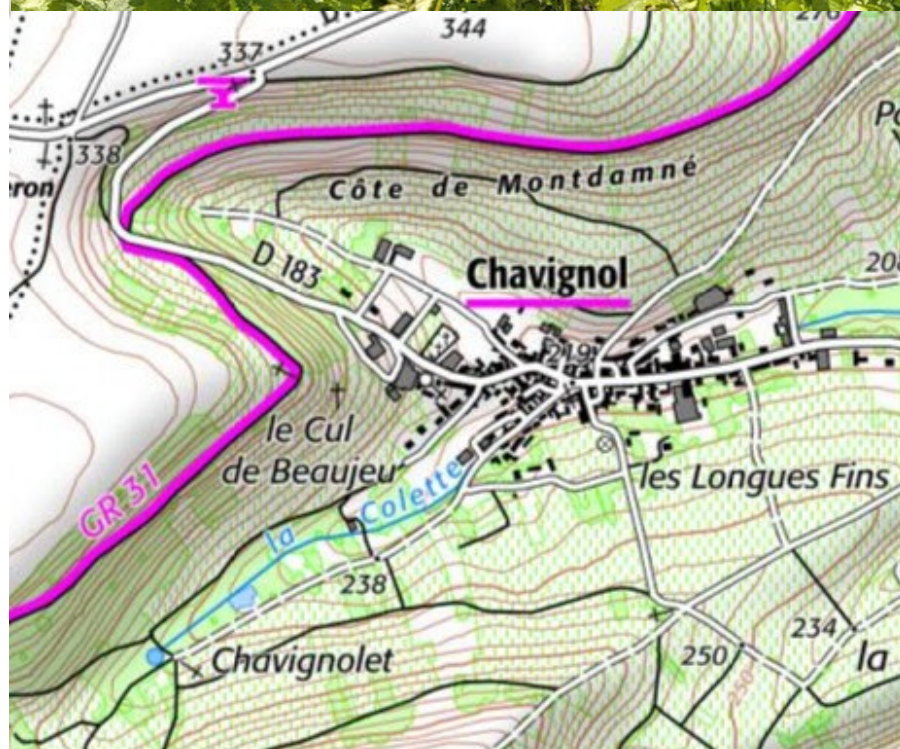 344
337
338
Côte de Montdamné
D 183
Chavignol
208
219
le Cul
de Beaujeu
la Colette
les Longues Fins
GR 31
238
Chavignolet
250
250
234
la